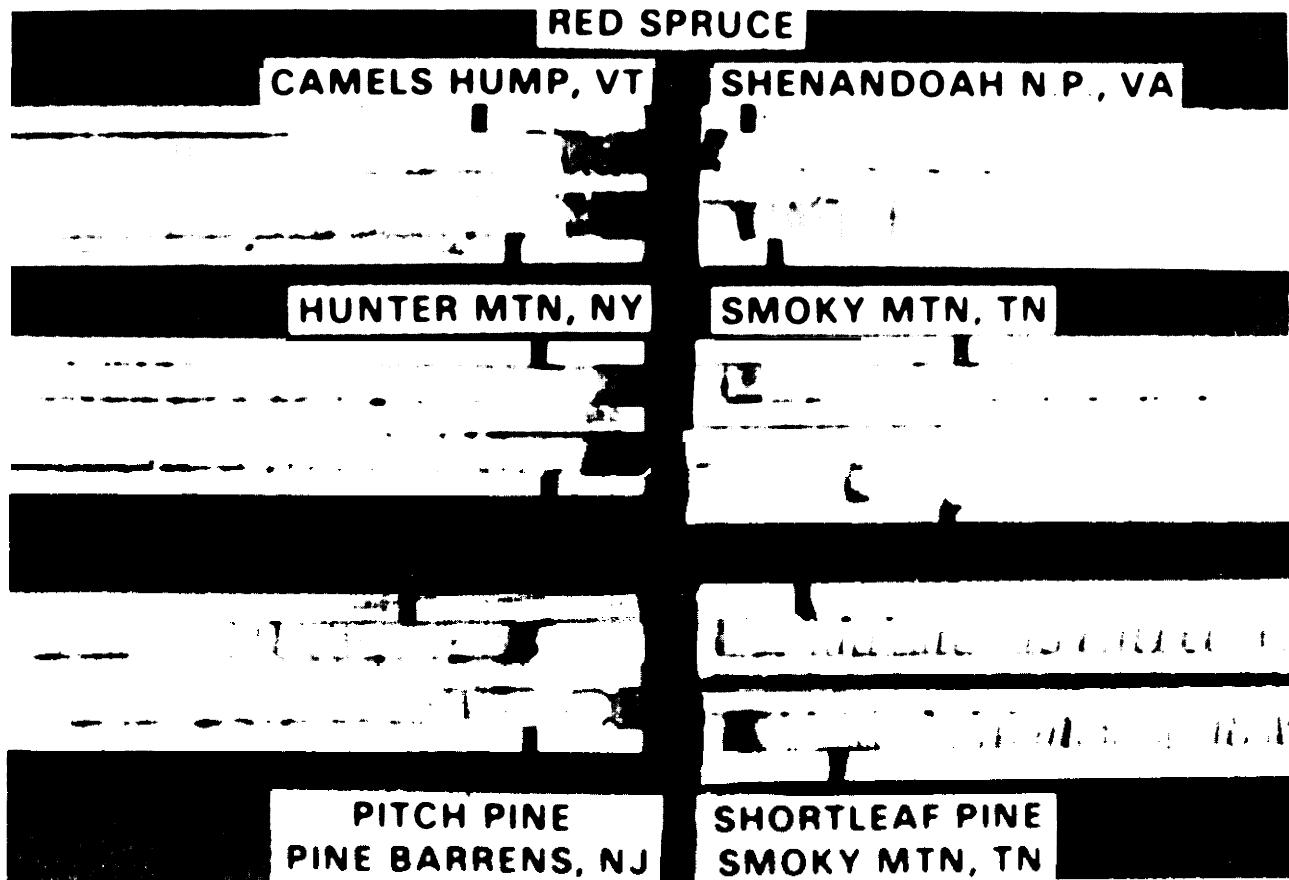 RED SPRUCE
CAMELS HUMP, VT
SHENANDOAH N.P., VA
HUNTER MTN, NY
SMOKY MTN, TN
PITCH PINE
PINE BARRENS, NJ
SHORTLEAF PINE
SMOKY MTN, TN